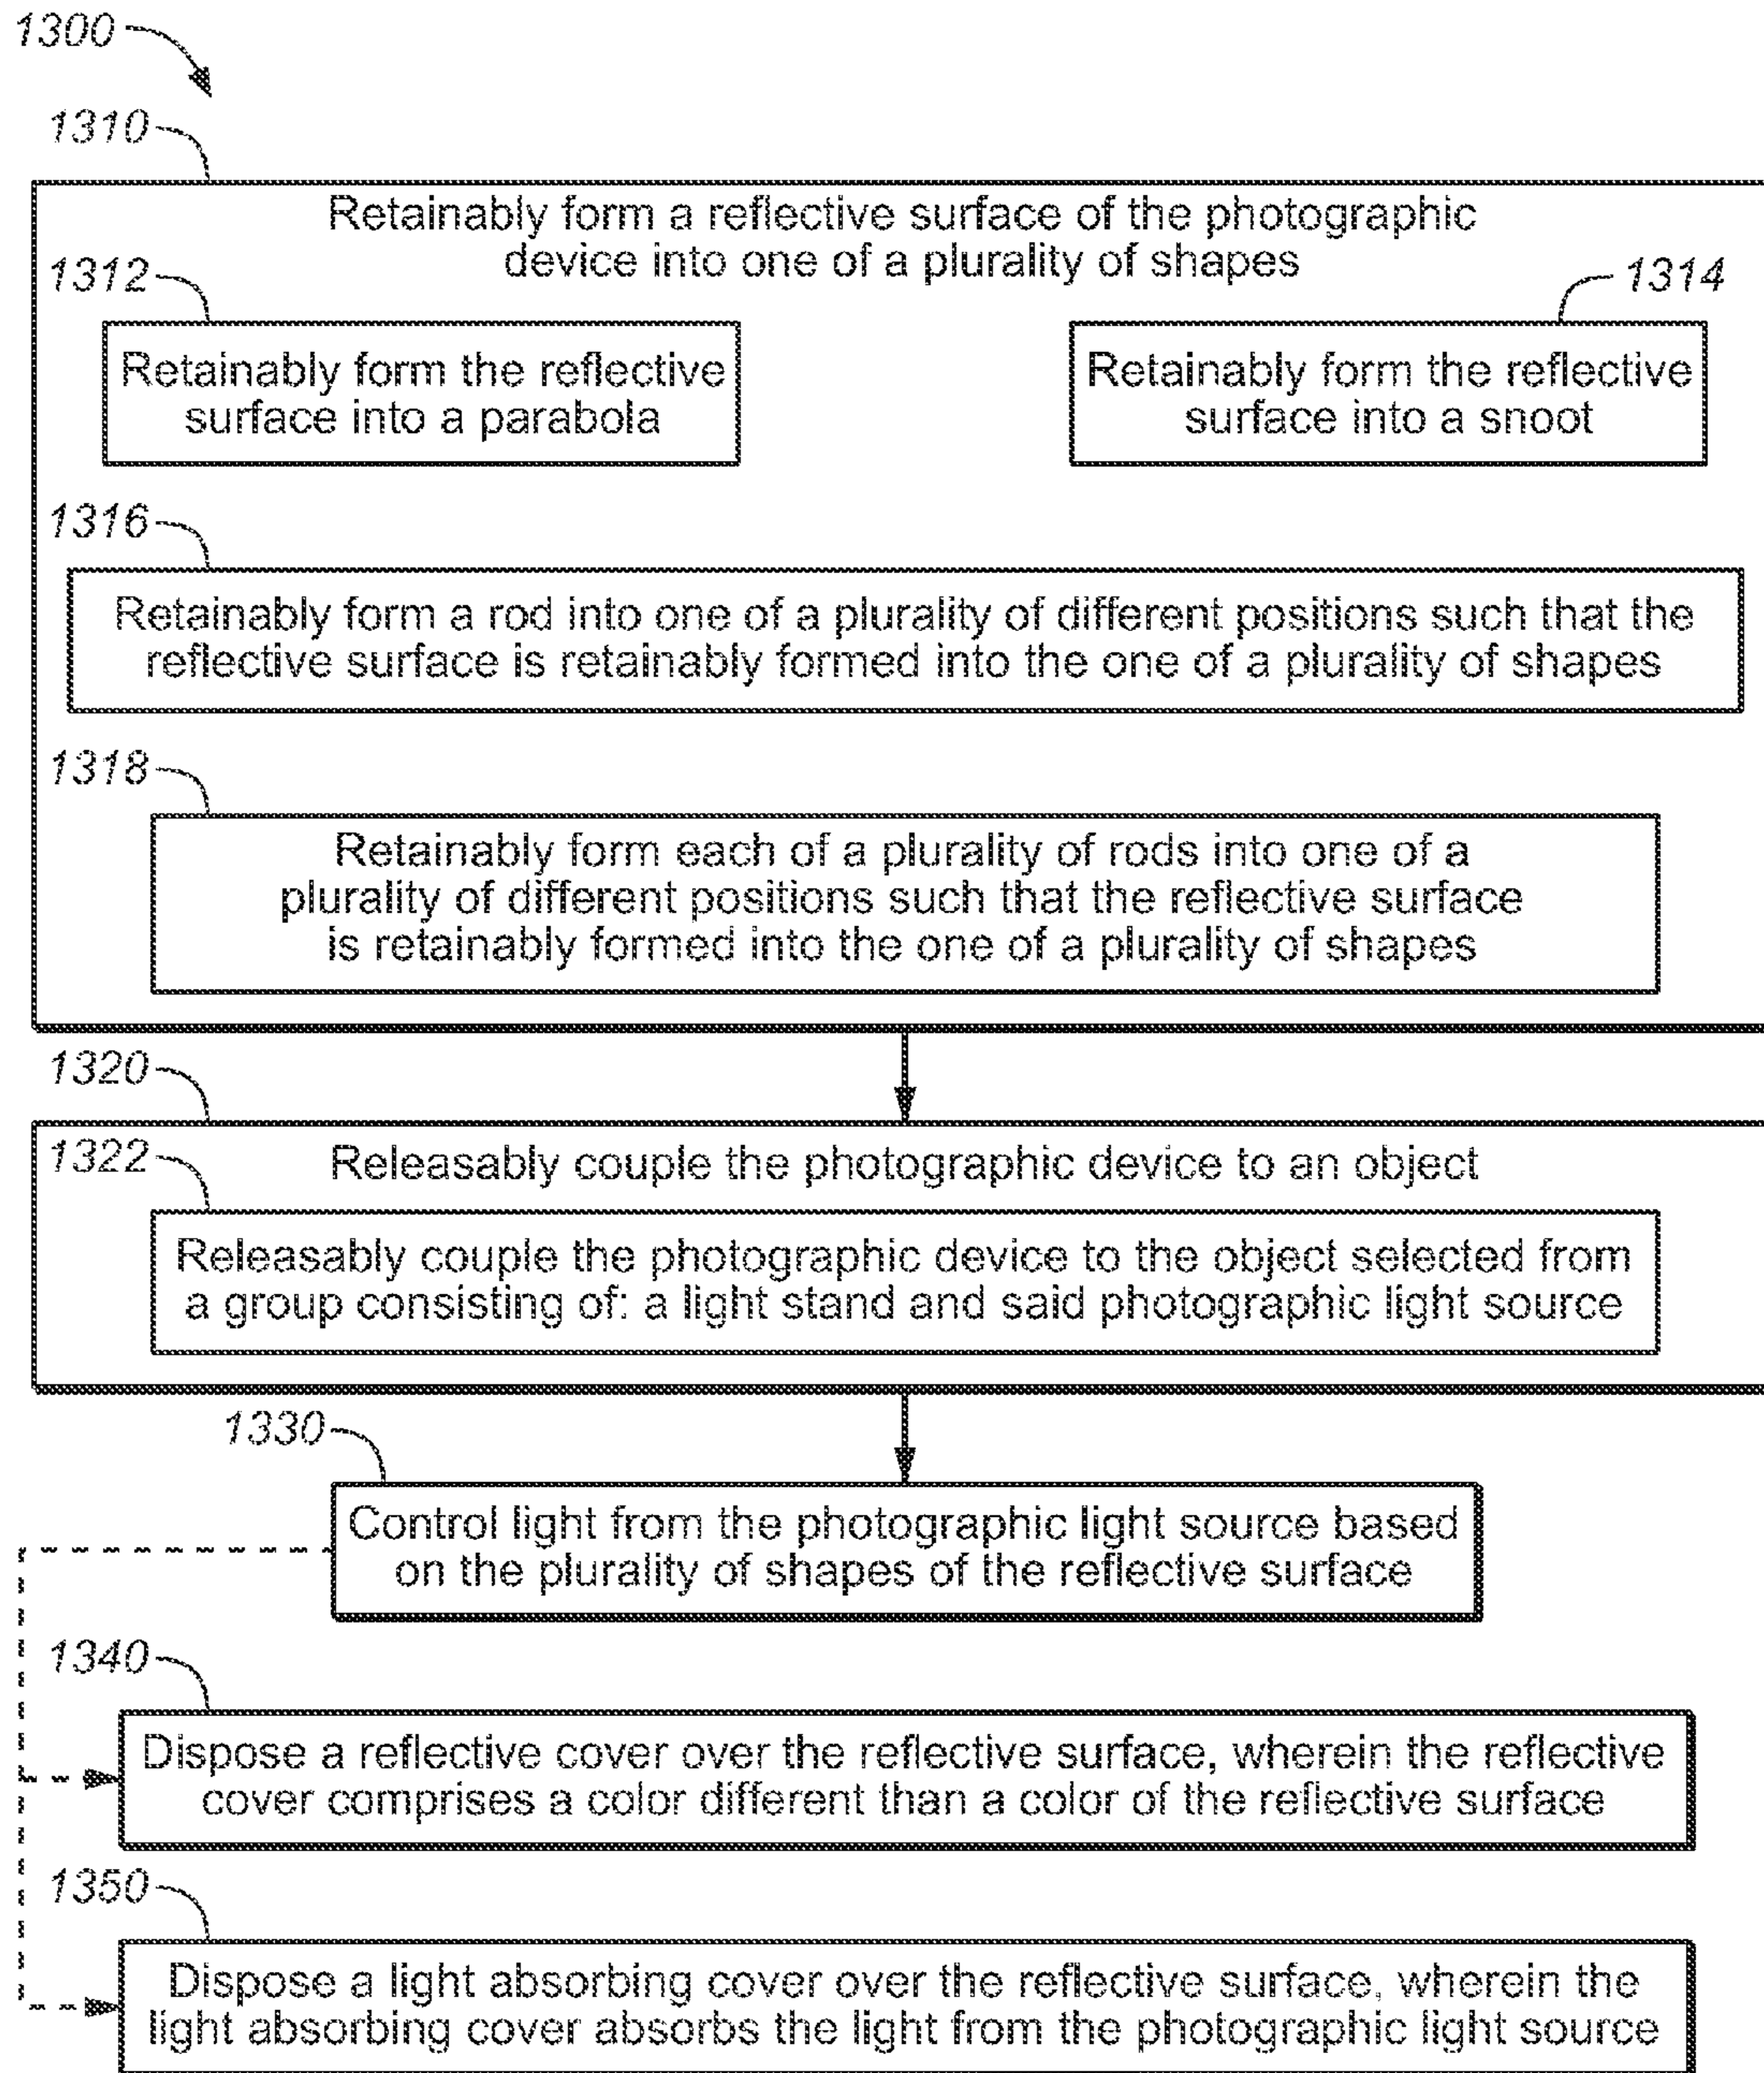 1300
1310
Retainably form a reflective surface of the photographic
device into one of a plurality of shapes
1312
1314
Retainably form the reflective
surface into a parabola
Retainably form the reflective
surface into a snoot
1316
Retainably form a rod into one of a plurality of different positions such that the
reflective surface is retainably formed into the one of a plurality of shapes
1318
Retainably form each of a plurality of rods into one of a
plurality of different positions such that the reflective surface
is retainably formed into the one of a plurality of shapes
1320
1322
Releasably couple the photographic device to an object
Releasably couple the photographic device to the object selected from
a group consisting of: a light stand and said photographic light source
1330
Control light from the photographic light source based
on the plurality of shapes of the reflective surface
1340
Dispose a reflective cover over the reflective surface, wherein the reflective
cover comprises a color different than a color of the reflective surface
1350
Dispose a light absorbing cover over the reflective surface, wherein the
light absorbing cover absorbs the light from the photographic light source